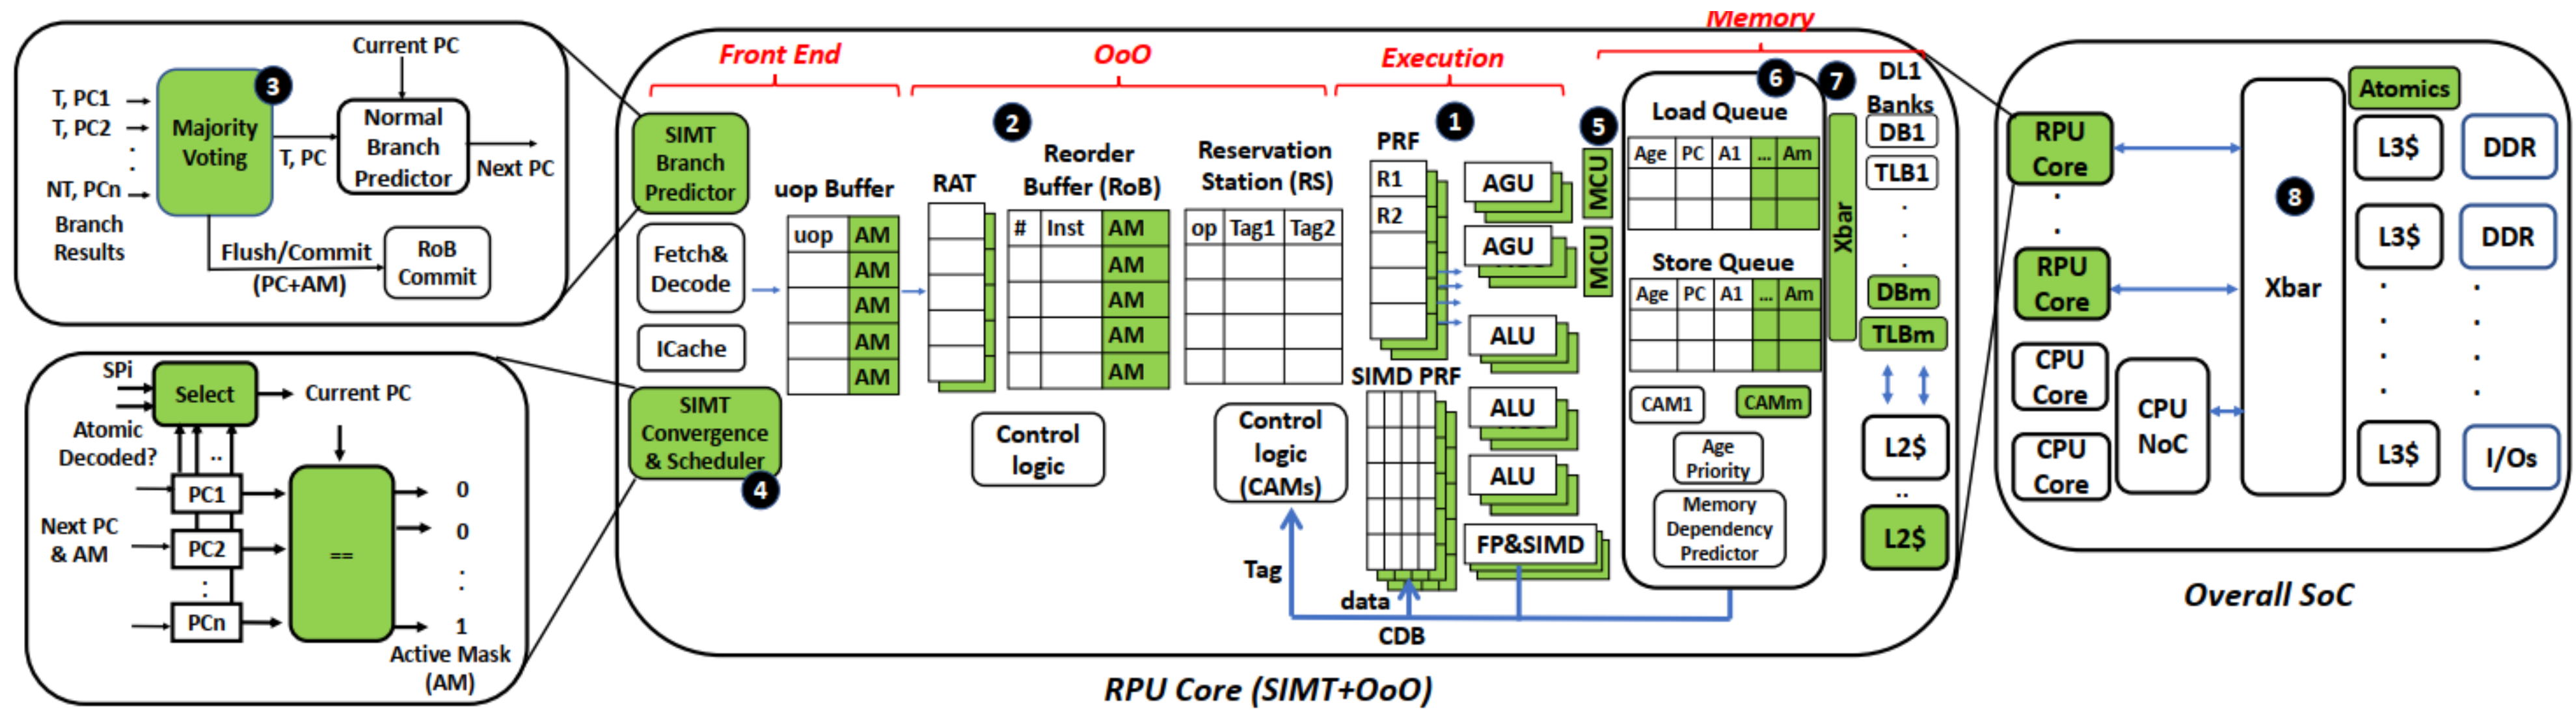 Current PC
3
T, PC1
T, PC2
NT, PCn
Branch
Results
Majority
Voting
T, PC
Normal
Branch
Predictor
Next PC
Flush/Commit
(PC+AM)
RoB
Commit
SPi
Select
Current PC
Atomic
Decoded?
..
PC1
PC2
PCn
Next PC
& AM
==
0
0
1
Active Mask
(AM)
Front End
OoO
Execution
Memory
SIMT
Branch
Predictor
Fetch&
Decode
ICache
SIMT
Convergence
& Scheduler
4
uop Buffer
uop AM
AM
AM
AM
AM
RAT
2
Reorder
Buffer (RoB)
# Inst AM
AM
AM
AM
AM
Control
logic
Reservation
Station (RS)
op Tag1 Tag2
Control
logic
(CAMs)
Tag
1
PRF
R1
R2
SIMD PRF
data
CDB
AGU
AGU
ALU
ALU
ALU
FP&SIMD
5
MCU
MCU
6
Load Queue
Age PC A1 ... Am
Store Queue
Age PC A1 ... Am
CAM1
CAMm
Age
Priority
Memory
Dependency
Predictor
7
Xbar
DL1
Banks
DB1
TLB1
DBm
TLBm
L2$
..
L2$
RPU Core (SIMT+OoO)
RPU
Core
RPU
Core
CPU
Core
CPU
Core
CPU
NoC
8
Xbar
Atomics
L3$
DDR
L3$
DDR
L3$
I/Os
Overall SoC